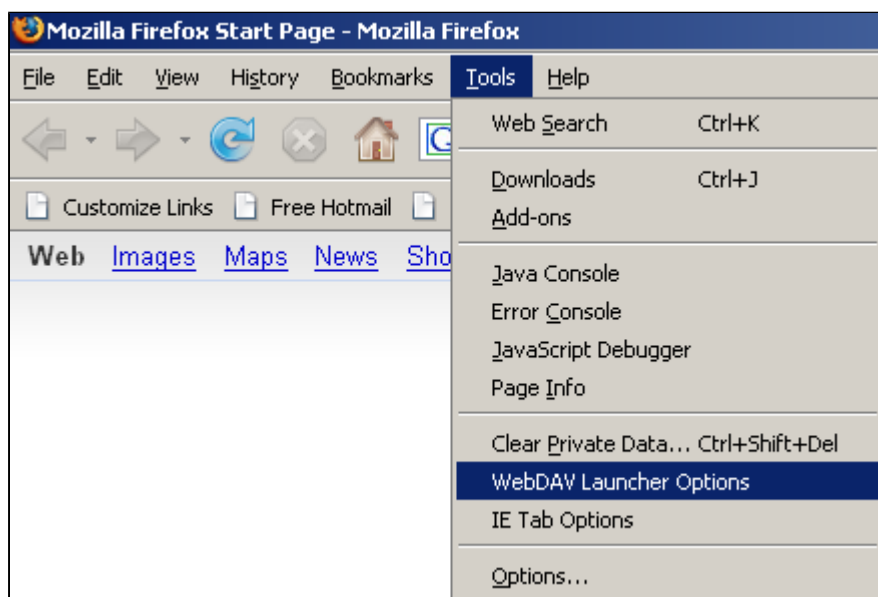 Mozilla Firefox Start Page - Mozilla Firefox
File Edit View History Bookmarks Tools Help
Web Search Ctrl+K
Downloads Ctrl+J
Customize Links Free Hotmail
Add-ons
Web Images Maps News Sho
Java Console
Error Console
JavaScript Debugger
Page Info
Clear Private Data... Ctrl+Shift+Del
WebDAV Launcher Options
IE Tab Options
Options...